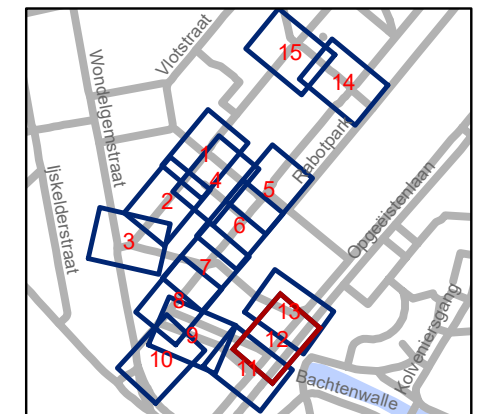 Vlotstraat
15
14
Wondelgemstraat
Rabotpark
1
4
5
2
6
3
Ijskelderstraat
Opgeëistenlaan
7
8
13
9
12
10
11
Kolveniersgang
Bachtenwalle